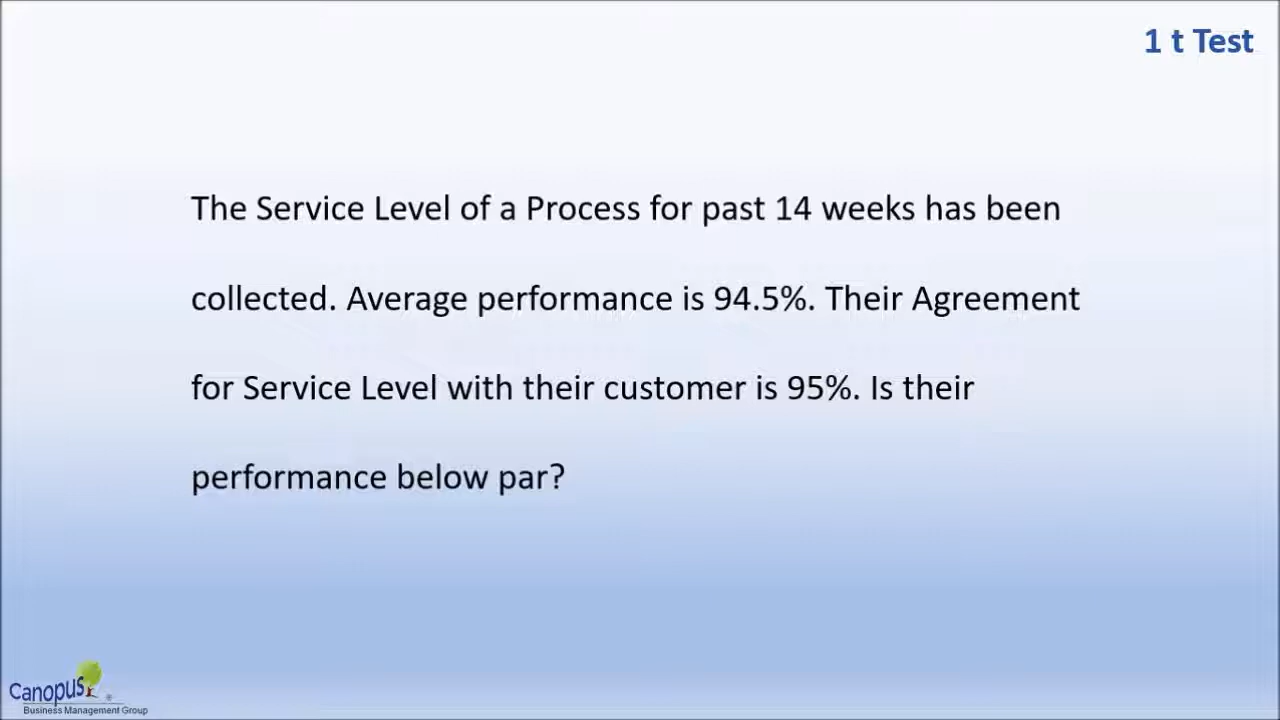 1 t Test
The Service Level of a Process for past 14 weeks has been
collected. Average performance is 94.5%. Their Agreement
for Service Level with their customer is 95%. Is their
performance below par?
Canopus
Business Management Group